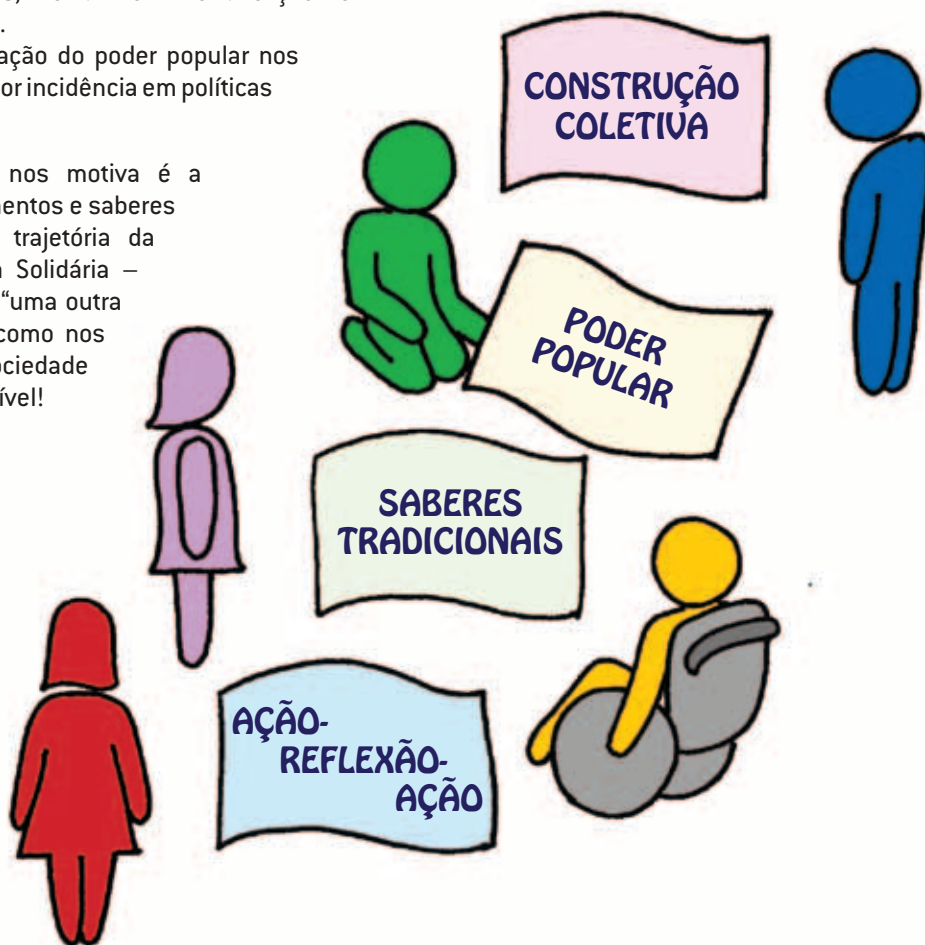 .
ação do poder popular nos
or incidência em políticas
nos motiva é a
mentos e saberes
trajetória da
Solidária –
“uma outra
como nos
ociedade
ível!
CONSTRUÇÃO
COLETIVA
PODER
POPULAR
SABERES
TRADICIONAIS
AÇÃO-
REFLEXÃO-
AÇÃO